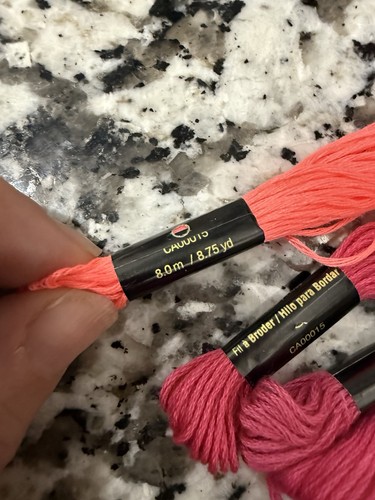 CA00015
8.0 m / 8.75 yd
Fil à Broder / Hilo para Bordar
CA00015